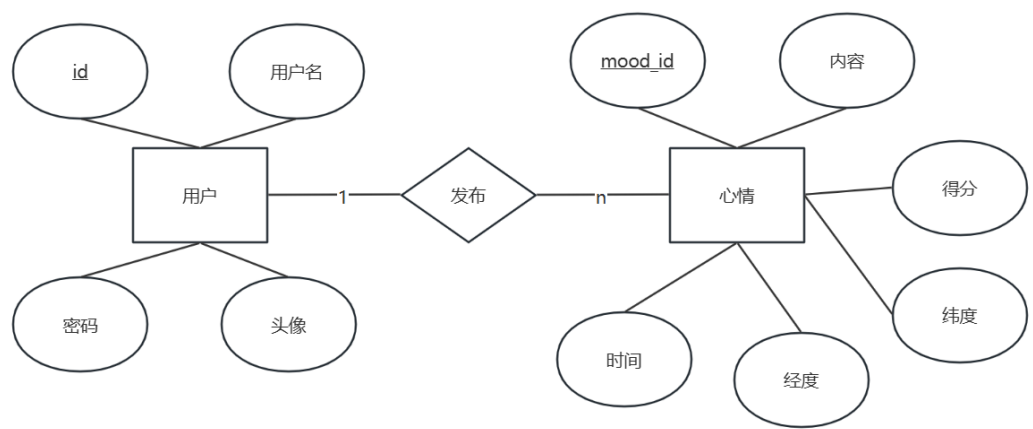 id
用户名
mood_id
内容
用户
1
发布
n
心情
得分
密码
头像
时间
经度
纬度